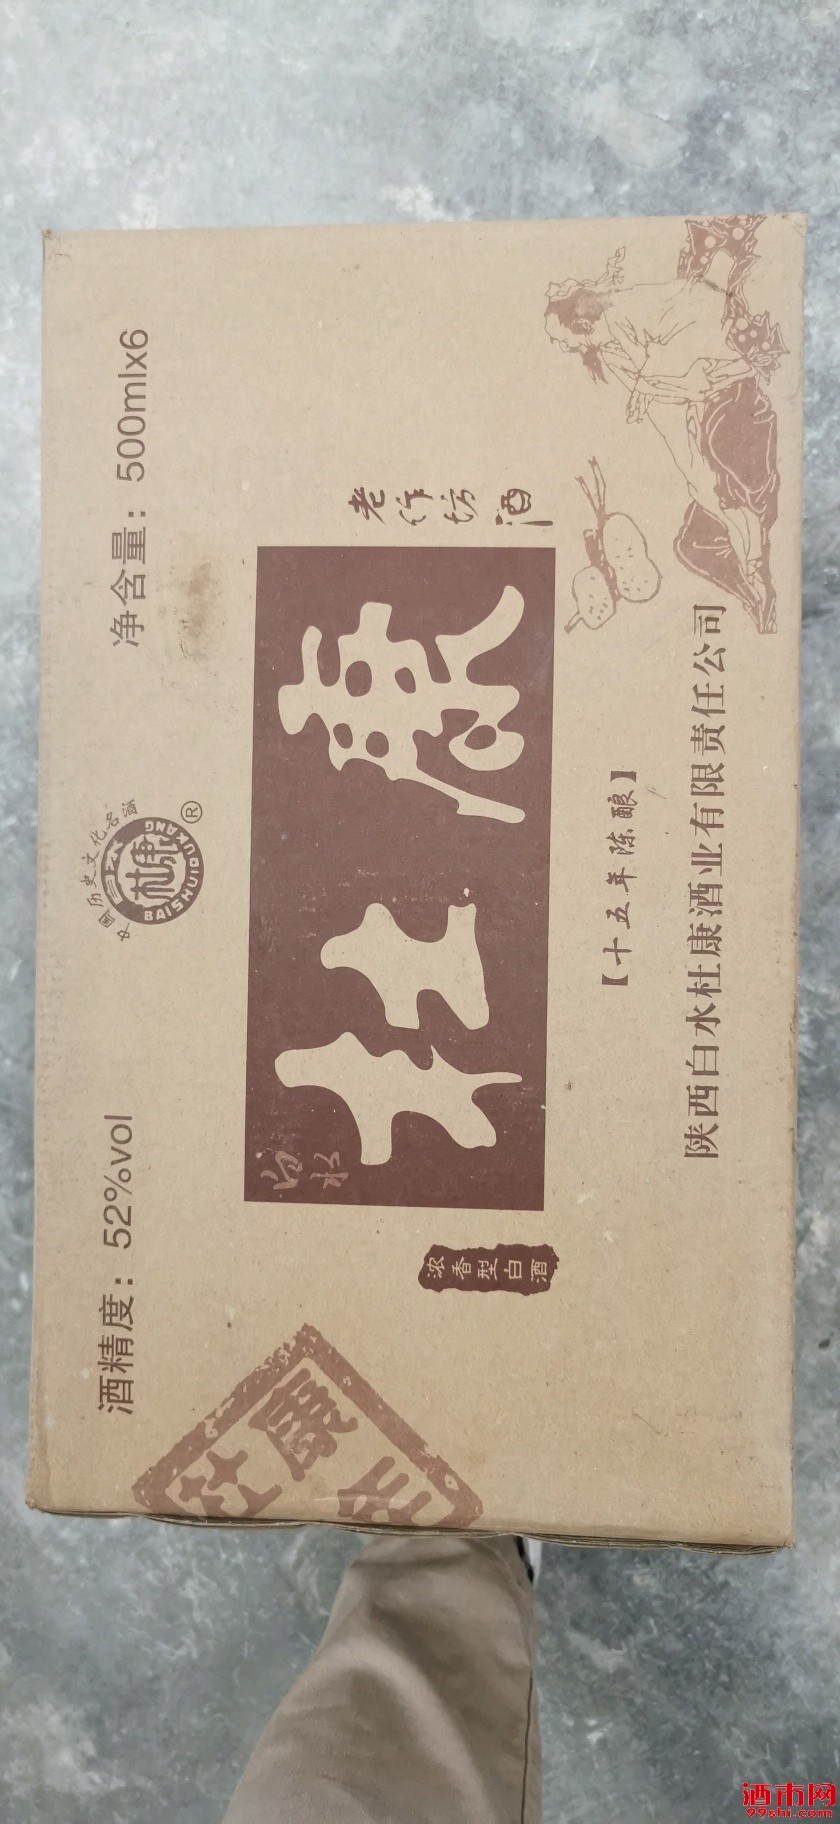 酒精度：52%vol
中国历史文化名酒
白水
杜康
BAISHUIDUKANG
®
净含量：500mlx6
白水
杜康
老作坊酒
浓香型白酒
【十五年陈酿】
陕西白水杜康酒业有限责任公司
杜康
酒市网
99shi.com